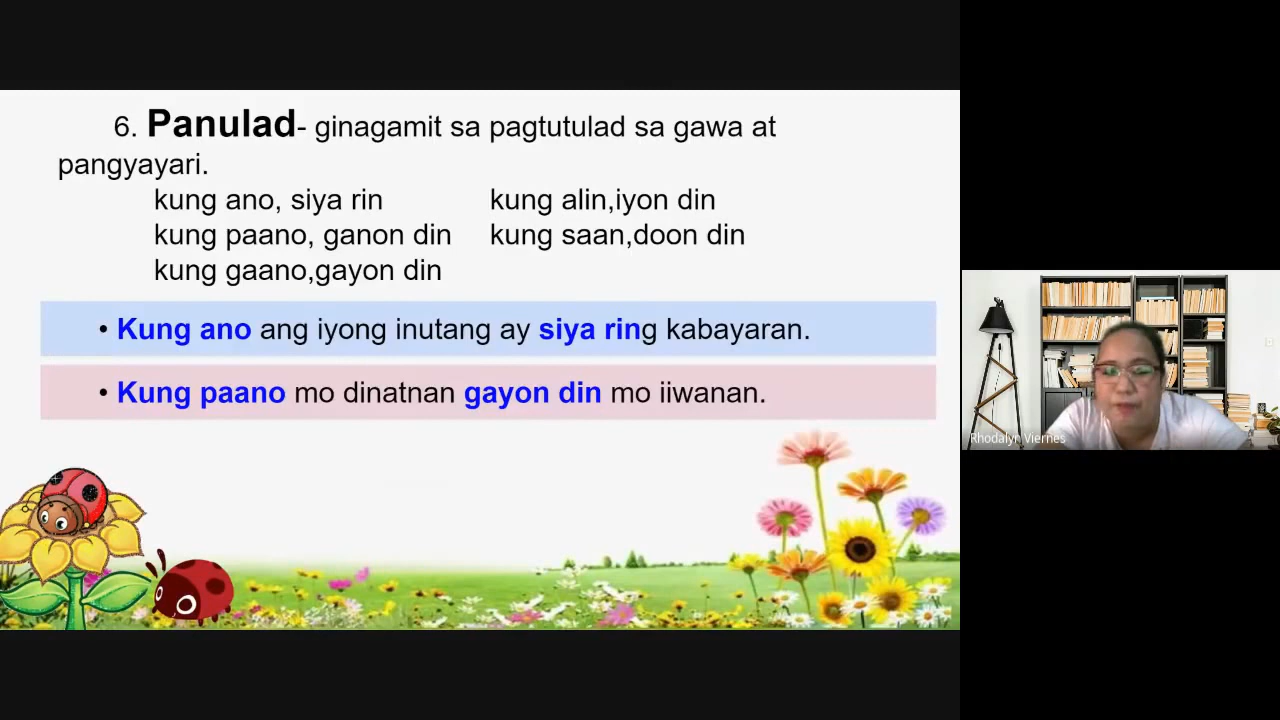 6. Panulad- ginagamit sa pagtutulad sa gawa at
pangyayari.
kung ano, siya rin kung alin,iyon din
kung paano, ganon din kung saan,doon din
kung gaano,gayon din
• Kung ano ang iyong inutang ay siya ring kabayaran.
• Kung paano mo dinatnan gayon din mo iiwanan.
Rhodalyn Viernes